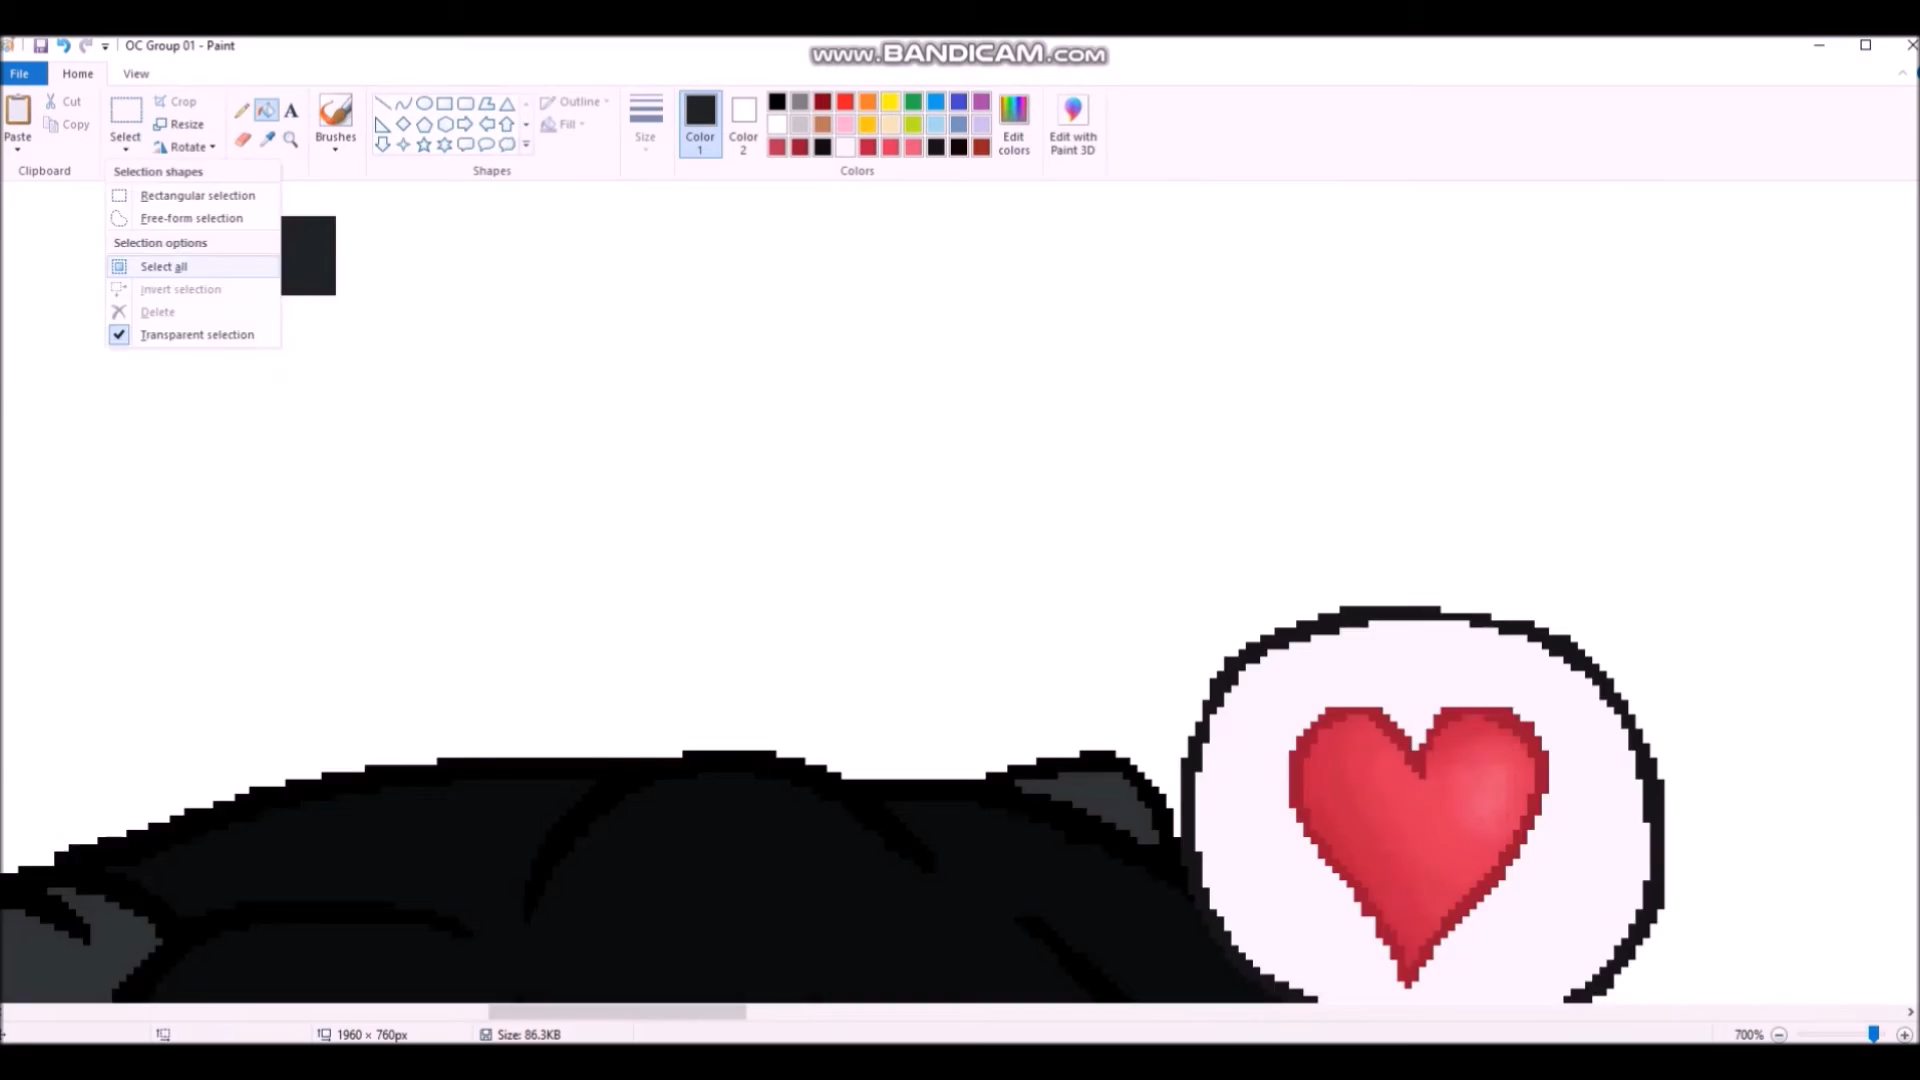 OC Group 01 - Paint
www.BANDICAM.com
File
Home
View
Paste
Cut
Copy
Clipboard
Select
Crop
Resize
Rotate
A
Brushes
Outline
Fill
Shapes
Size
Color
1
Color
2
Edit
colors
Edit with
Paint 3D
Colors
Selection shapes
Rectangular selection
Free-form selection
Selection options
Select all
Invert selection
Delete
Transparent selection
1960 × 760px
Size: 86.3KB
700%